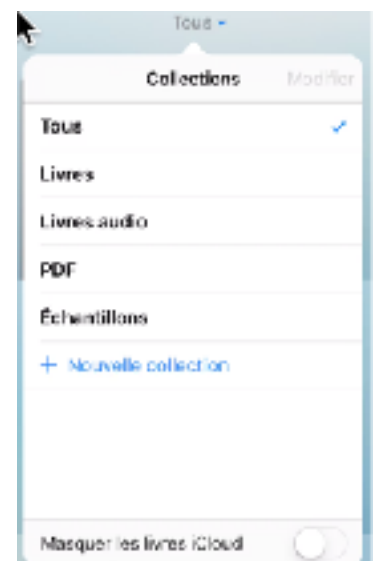 Tous
Collections Modifier
Tous
Livres
Livres audio
PDF
Échantillons
+ Nouvelle collection
Masquer les livres iCloud